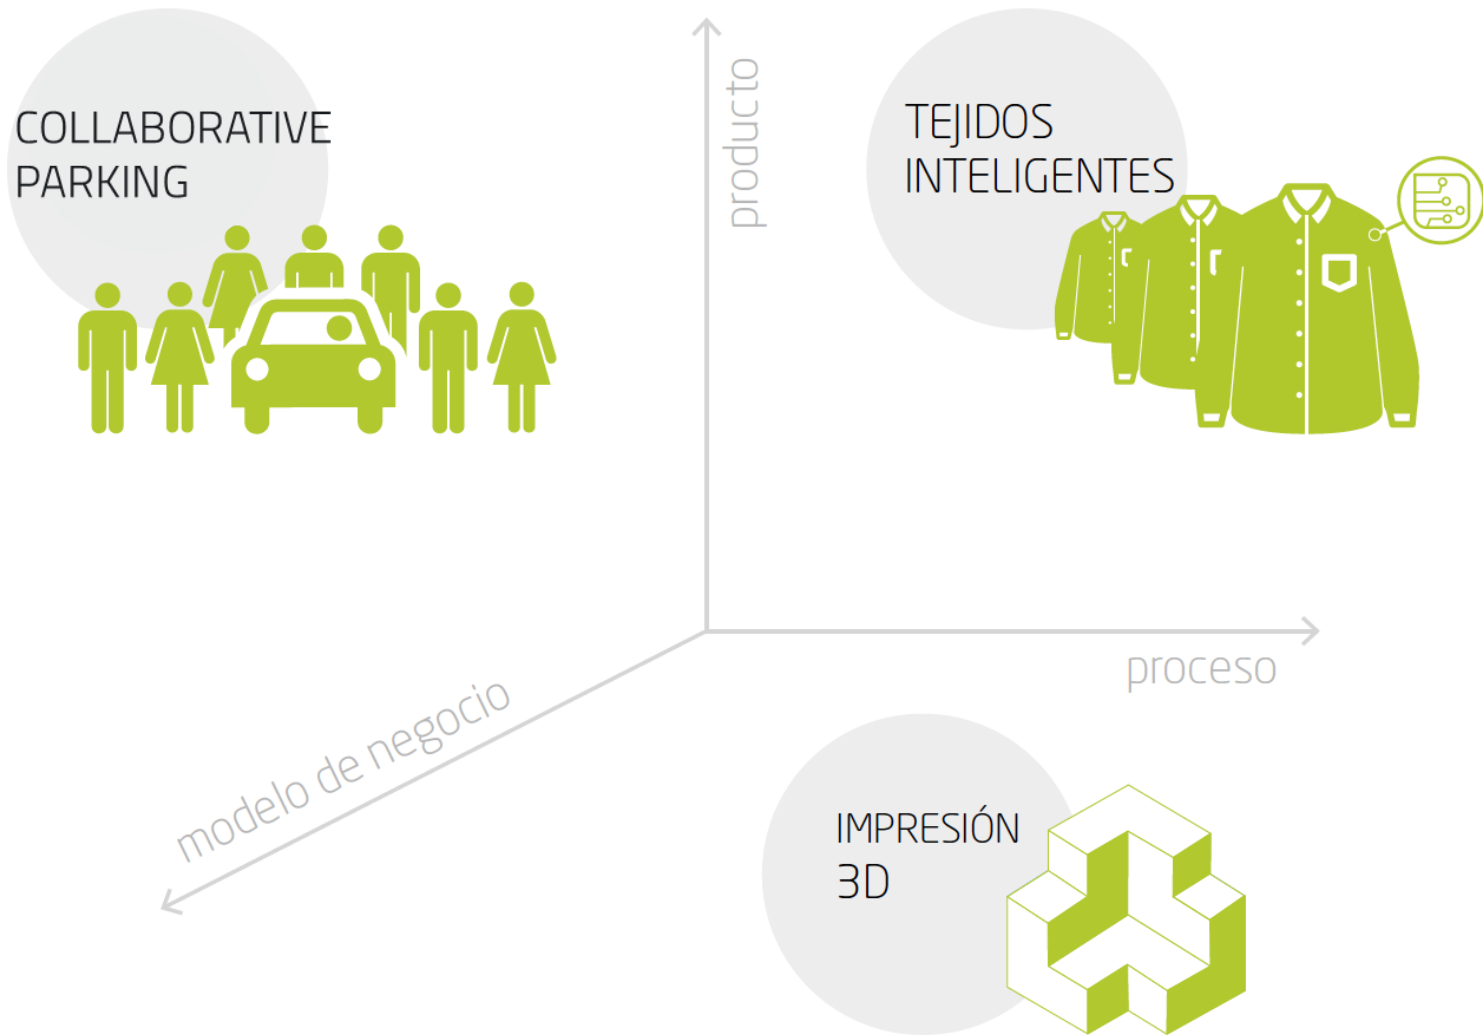 COLLABORATIVE
PARKING
producto
TEJIDOS
INTELIGENTES
proceso
modelo de negocio
IMPRESIÓN
3D